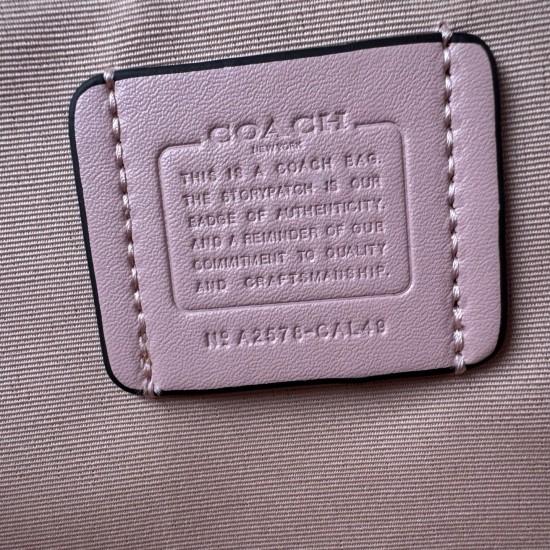 COACH
NEW YORK
THIS IS A COACH BAG.
THE STORYPATCH IS OUR
BADGE OF AUTHENTICITY,
AND A REMINDER OF OUR
COMMITMENT TO QUALITY
AND CRAFTSMANSHIP.
No A2578-CAL49